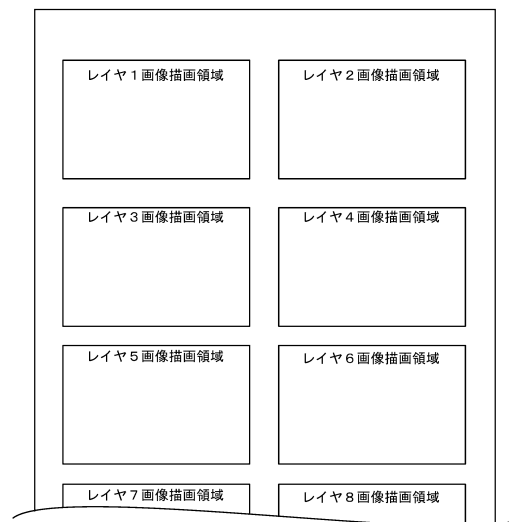 レイヤ1画像描画領域
レイヤ2画像描画領域
レイヤ3画像描画領域
レイヤ4画像描画領域
レイヤ5画像描画領域
レイヤ6画像描画領域
レイヤ7画像描画領域
レイヤ8画像描画領域